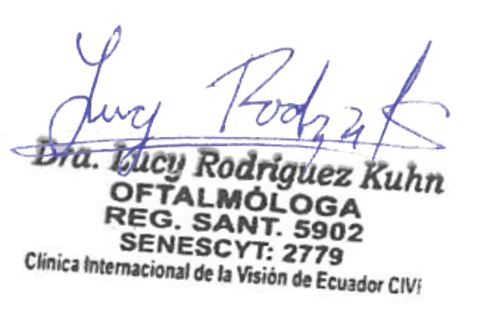 Lucy Rodríguez K
Dra. Lucy Rodriguez Kuhn
OFTALMÓLOGA
REG. SANT. 5902
SENESCYT: 2779
Clínica Internacional de la Visión de Ecuador CIVi